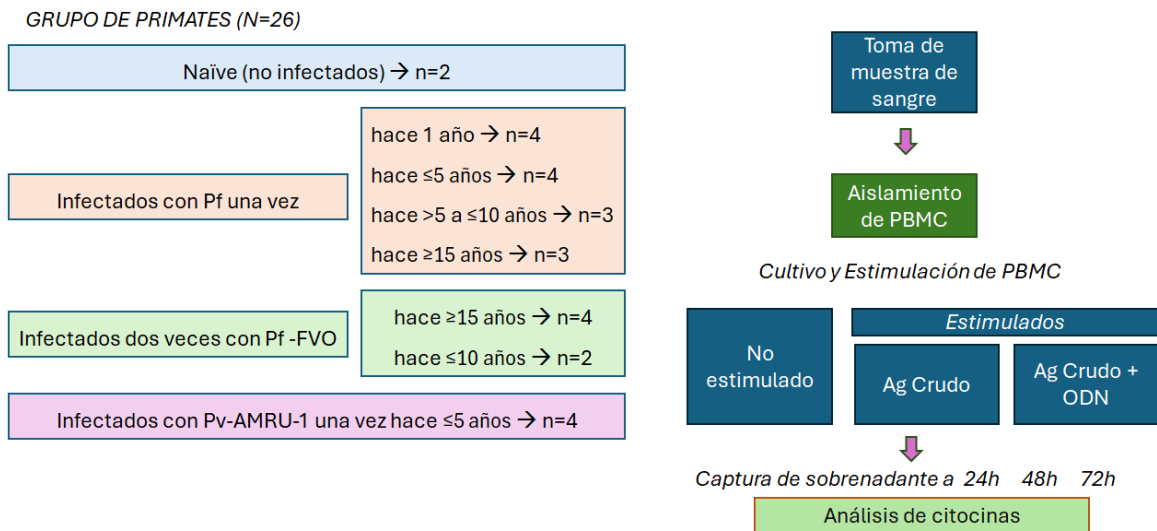 GRUPO DE PRIMATES (N=26)
Naïve (no infectados) → n=2
Infectados con Pf una vez
hace 1 año → n=4
hace ≤5 años → n=4
hace >5 a ≤10 años → n=3
hace ≥15 años → n=3
Infectados dos veces con Pf -FVO
hace ≥15 años → n=4
hace ≤10 años → n=2
Infectados con Pv-AMRU-1 una vez hace ≤5 años → n=4
Toma de
muestra de
sangre
Aislamiento
de PBMC
Cultivo y Estimulación de PBMC
No
estimulado
Estimulados
Ag Crudo
Ag Crudo +
ODN
Captura de sobrenadante a 24h 48h 72h
Análisis de citocinas